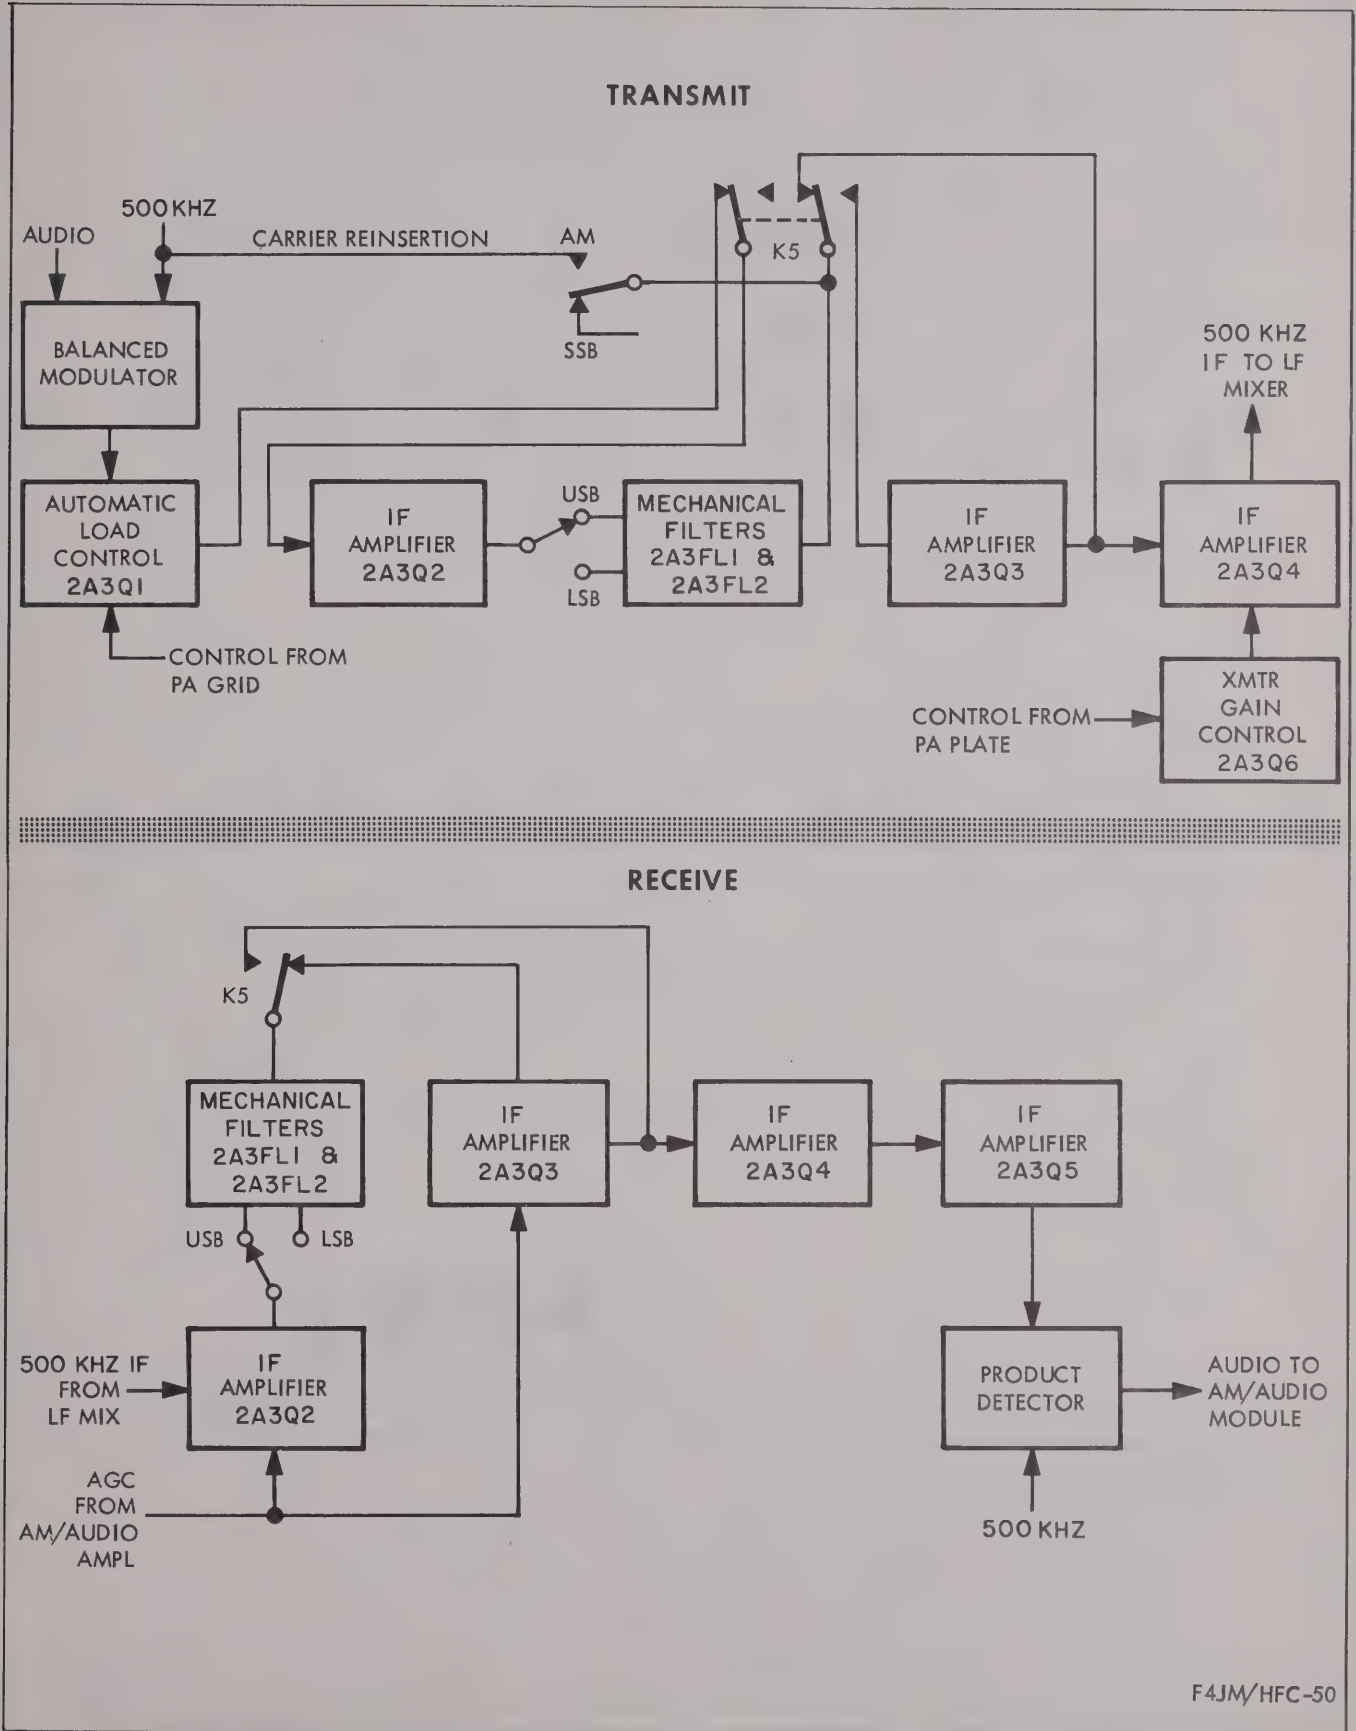 TRANSMIT
500 KHZ
AUDIO
CARRIER REINSERTION
AM
K5
SSB
BALANCED
MODULATOR
500 KHZ
IF TO LF
MIXER
AUTOMATIC
LOAD
CONTROL
2A3Q1
IF
AMPLIFIER
2A3Q2
USB
LSB
MECHANICAL
FILTERS
2A3FL1 &
2A3FL2
IF
AMPLIFIER
2A3Q3
IF
AMPLIFIER
2A3Q4
CONTROL FROM
PA GRID
CONTROL FROM
PA PLATE
XMTR
GAIN
CONTROL
2A3Q6
RECEIVE
K5
MECHANICAL
FILTERS
2A3FL1 &
2A3FL2
IF
AMPLIFIER
2A3Q3
IF
AMPLIFIER
2A3Q4
IF
AMPLIFIER
2A3Q5
USB
LSB
500 KHZ IF
FROM
LF MIX
IF
AMPLIFIER
2A3Q2
PRODUCT
DETECTOR
AUDIO TO
AM/AUDIO
MODULE
AGC
FROM
AM/AUDIO
AMPL
500 KHZ
F4JM/HFC-50